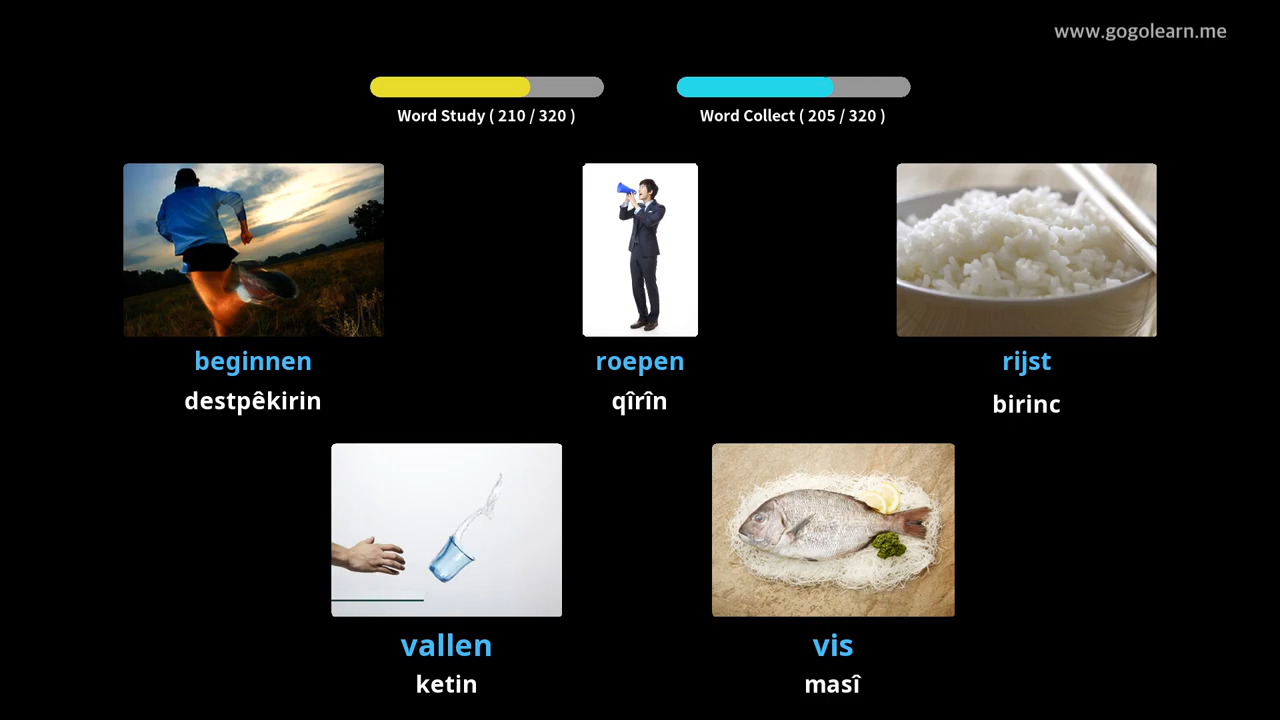 www.gogolearn.me
Word Study ( 210 / 320 )
Word Collect ( 205 / 320 )
beginnen
roepen
rijst
destpêkirin
qîrîn
birinc
vallen
vis
ketin
masî